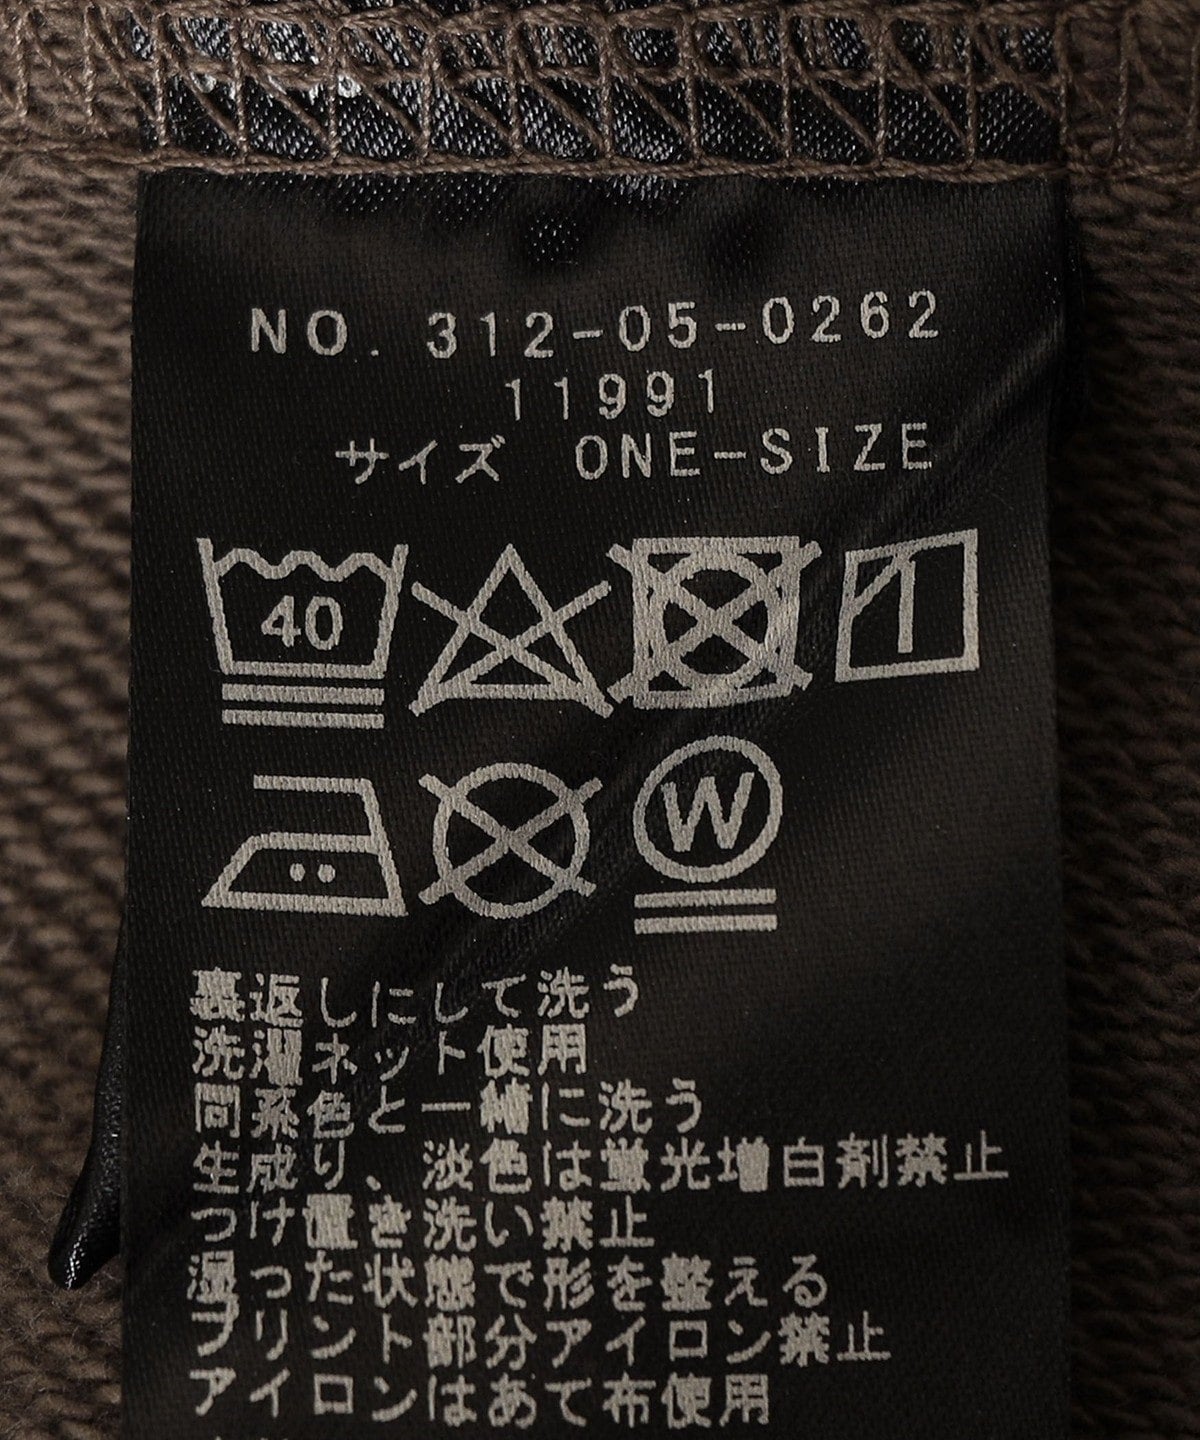 NO. 312-05-0262
11991
サイズ ONE-SIZE
40
W
裏返しにして洗う
洗濯ネット使用
同系色と一緒に洗う
生成り、淡色は蛍光増白剤禁止
つけ置き洗い禁止
湿った状態で形を整える
プリント部分アイロン禁止
アイロンはあて布使用